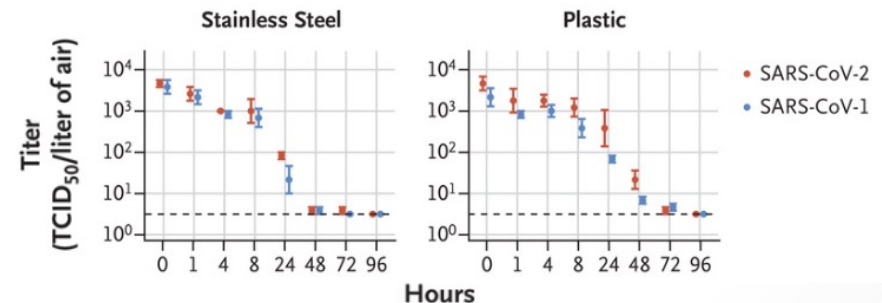 Stainless Steel
Plastic
Titer
(TCID50/liter of air)
10⁴
10³
10²
10¹
10⁰
0 1 4 8 24 48 72 96
10⁴
10³
10²
10¹
10⁰
0 1 4 8 24 48 72 96
SARS-CoV-2
SARS-CoV-1
Hours